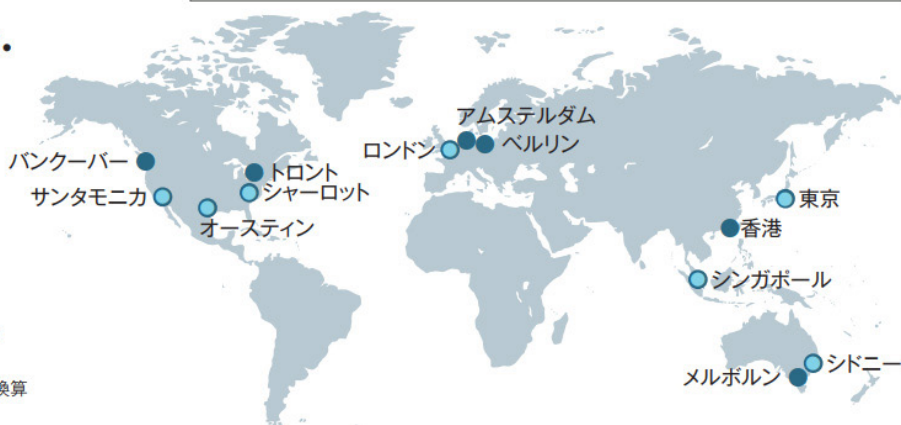 アムステルダム
ロンドン
ベルリン
バンクーバー
トロント
サンタモニカ
シャーロット
オースティン
東京
香港
シンガポール
シドニー
メルボルン
換算